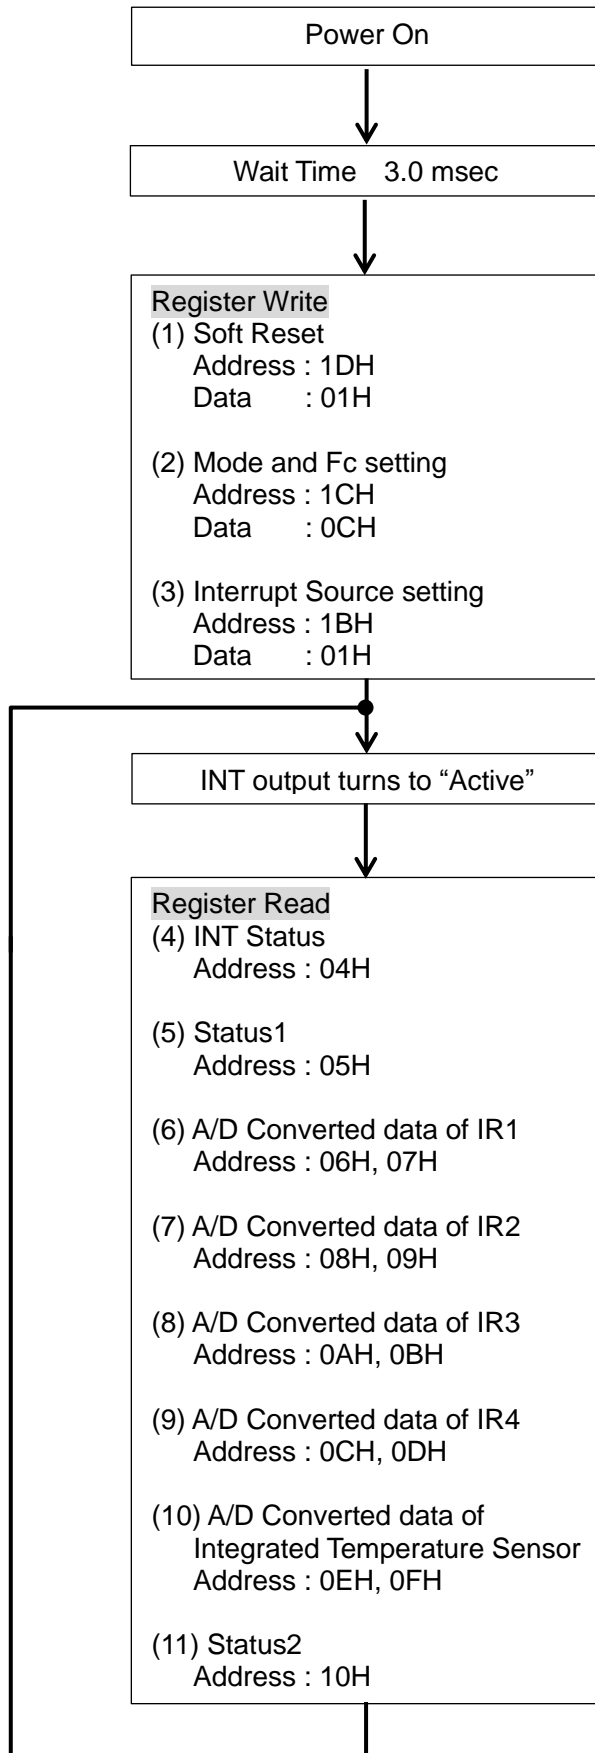 Power On
Wait Time 3.0 msec
Register Write
(1) Soft Reset
Address : 1DH
Data : 01H
(2) Mode and Fc setting
Address : 1CH
Data : 0CH
(3) Interrupt Source setting
Address : 1BH
Data : 01H
INT output turns to “Active”
Register Read
(4) INT Status
Address : 04H
(5) Status1
Address : 05H
(6) A/D Converted data of IR1
Address : 06H, 07H
(7) A/D Converted data of IR2
Address : 08H, 09H
(8) A/D Converted data of IR3
Address : 0AH, 0BH
(9) A/D Converted data of IR4
Address : 0CH, 0DH
(10) A/D Converted data of
Integrated Temperature Sensor
Address : 0EH, 0FH
(11) Status2
Address : 10H